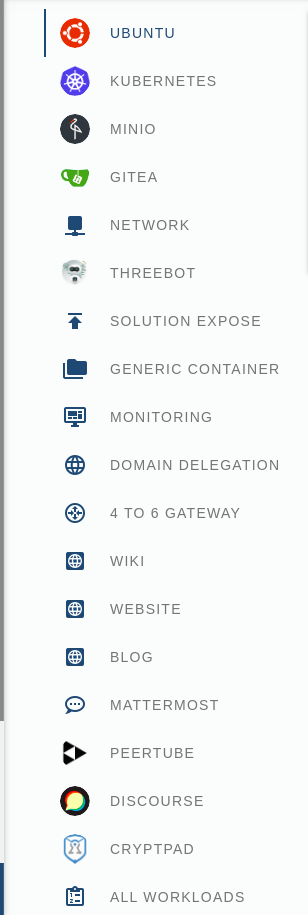 UBUNTU
KUBERNETES
MINIO
GITEA
NETWORK
THREEBOT
SOLUTION EXPOSE
GENERIC CONTAINER
MONITORING
DOMAIN DELEGATION
4 TO 6 GATEWAY
WIKI
WEBSITE
BLOG
MATTERMOST
PEERTUBE
DISCOURSE
CRYPTPAD
ALL WORKLOADS